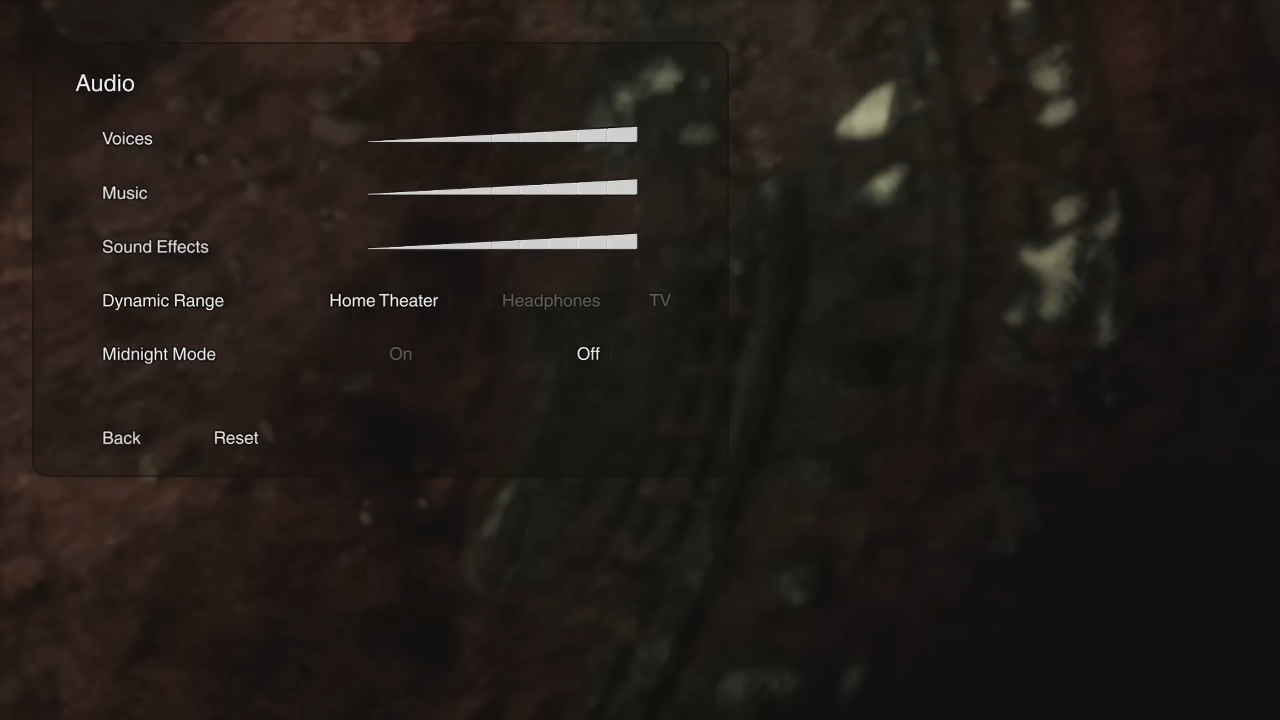 Audio
Voices
Music
Sound Effects
Dynamic Range Home Theater Headphones TV
Midnight Mode On Off
Back Reset